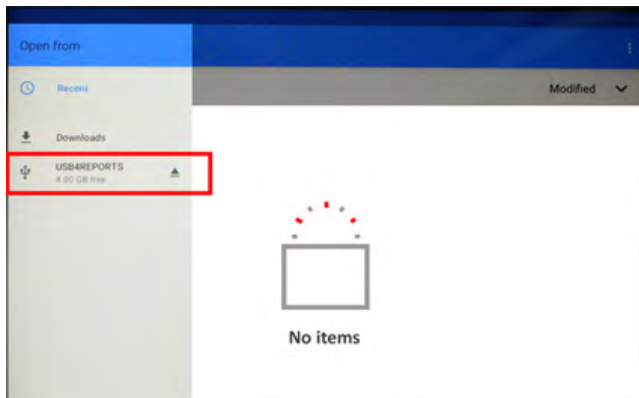 Open from
Recent
Modified
Downloads
USB4REPORTS
4.00 GB free
No items